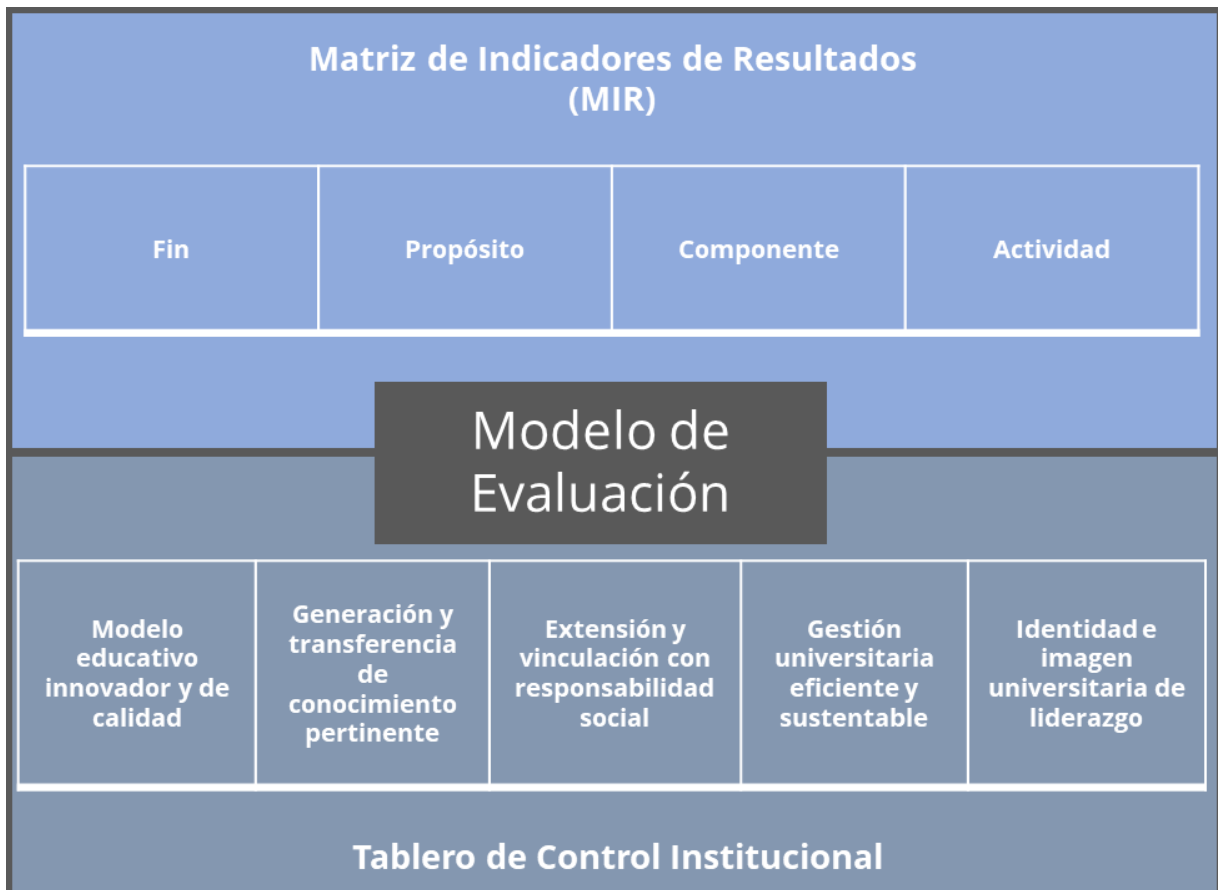 Matriz de Indicadores de Resultados
(MIR)
Fin
Propósito
Componente
Actividad
Modelo de
Evaluación
Modelo
educativo
innovador y de
calidad
Generación y
transferencia
de
conocimiento
pertinente
Extensión y
vinculación con
responsabilidad
social
Gestión
universitaria
eficiente y
sustentable
Identidad e
imagen
universitaria de
liderazgo
Tablero de Control Institucional